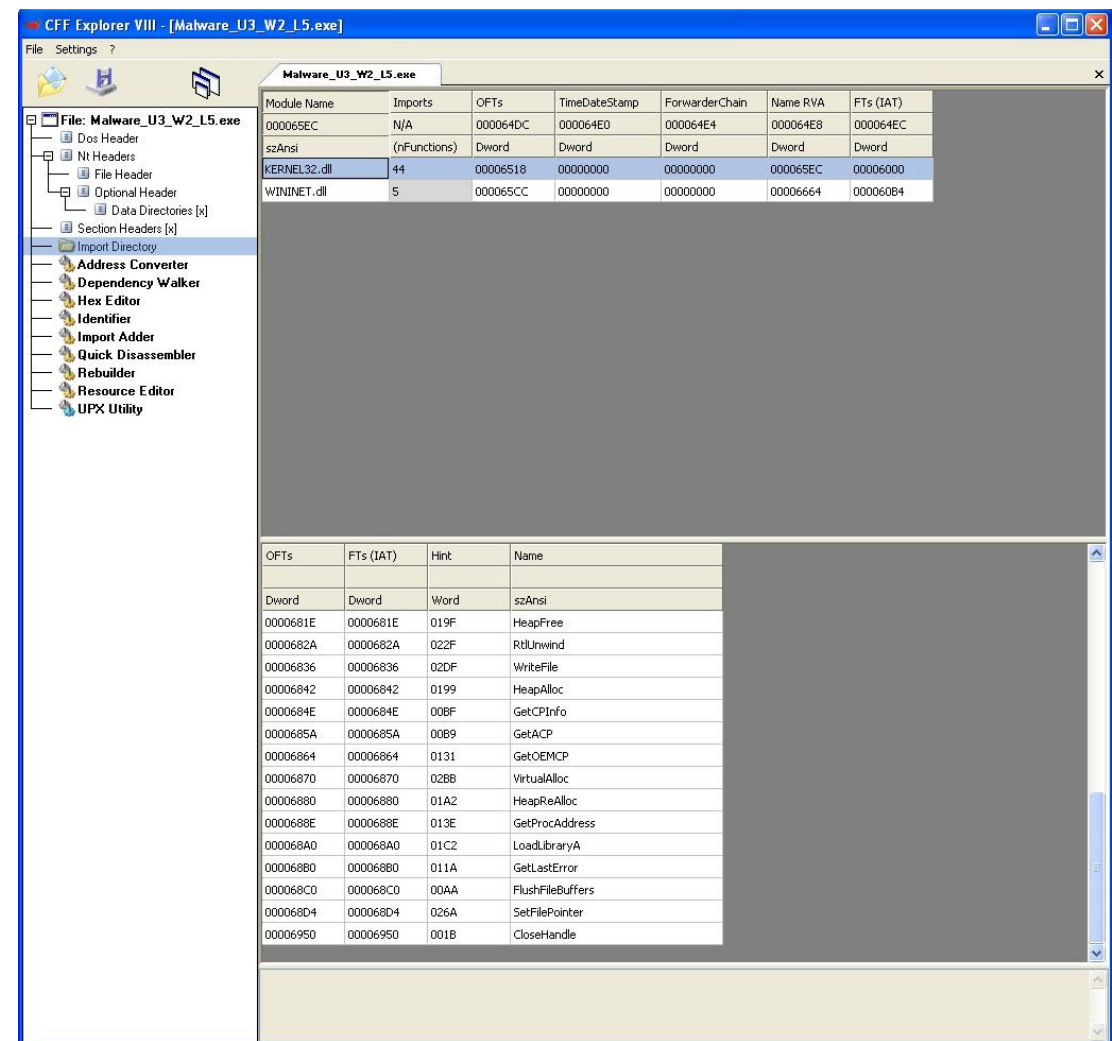 CFF Explorer VIII - [Malware_U3_W2_L5.exe]
File Settings ?
Malware_U3_W2_L5.exe
File: Malware_U3_W2_L5.exe
Dos Header
Nt Headers
File Header
Optional Header
Data Directories [x]
Section Headers [x]
Import Directory
Address Converter
Dependency Walker
Hex Editor
Identifier
Import Adder
Quick Disassembler
Rebuilder
Resource Editor
UPX Utility
Module Name Imports OFTs TimeDateStamp ForwarderChain Name RVA FTs (IAT)
000065EC N/A 000064DC 000064E0 000064E4 000064E8 000064EC
szAnsi (nFunctions) Dword Dword Dword Dword Dword
KERNEL32.dll 44 00006518 00000000 00000000 000065EC 00006000
WININET.dll 5 000065CC 00000000 00000000 00006664 000060B4
OFTs FTs (IAT) Hint Name
Dword Dword Word szAnsi
0000681E 0000681E 019F HeapFree
0000682A 0000682A 022F RtlUnwind
00006836 00006836 02DF WriteFile
00006842 00006842 0199 HeapAlloc
0000684E 0000684E 00BF GetCPInfo
0000685A 0000685A 00B9 GetACP
00006864 00006864 0131 GetOEMCP
00006870 00006870 02BB VirtualAlloc
00006880 00006880 01A2 HeapReAlloc
0000688E 0000688E 013E GetProcAddress
000068A0 000068A0 01C2 LoadLibraryA
000068B0 000068B0 011A GetLastError
000068C0 000068C0 00AA FlushFileBuffers
000068D4 000068D4 026A SetFilePointer
00006950 00006950 001B CloseHandle